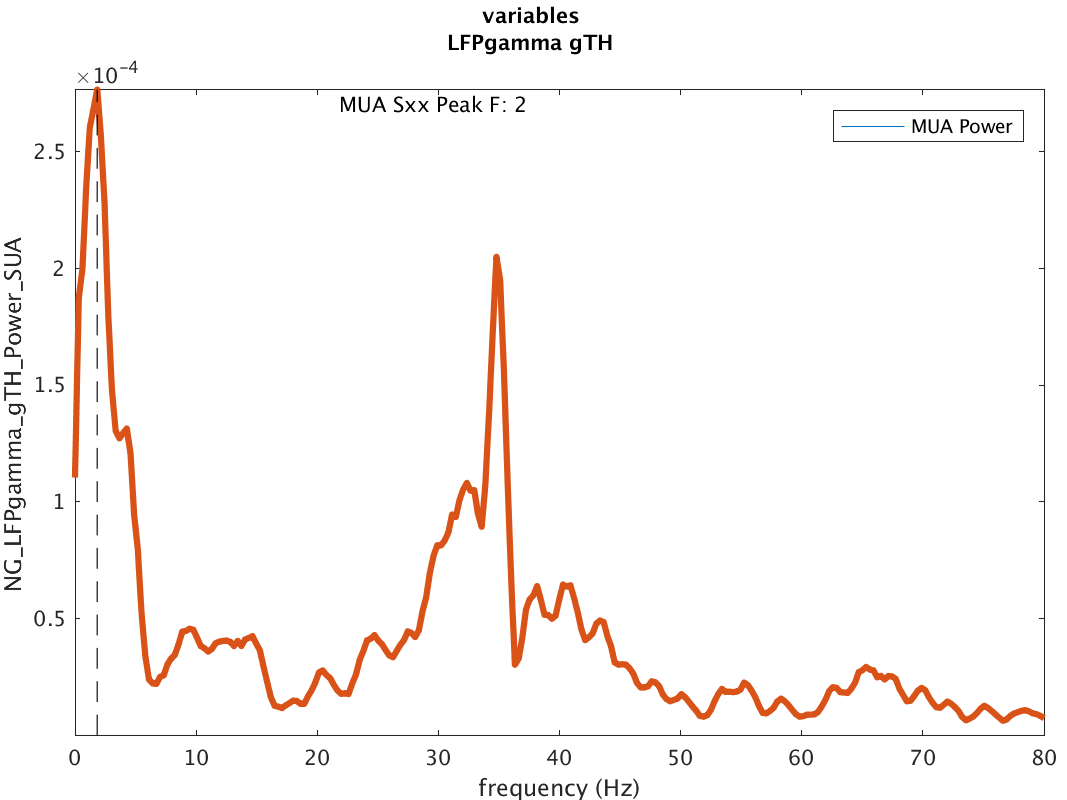 variables
LFPgamma gTH
×10⁻⁴
MUA Sxx Peak F: 2
MUA Power
2.5
2
1.5
1
0.5
NG_LFPgamma_gTH_Power_SUA
0 10 20 30 40 50 60 70 80
frequency (Hz)